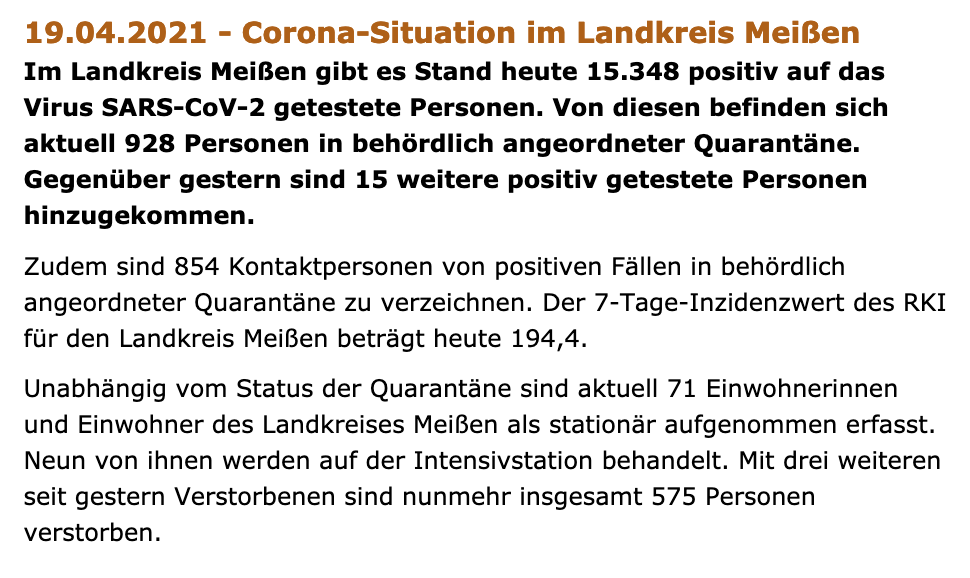 19.04.2021 - Corona-Situation im Landkreis Meißen
Im Landkreis Meißen gibt es Stand heute 15.348 positiv auf das
Virus SARS-CoV-2 getestete Personen. Von diesen befinden sich
aktuell 928 Personen in behördlich angeordneter Quarantäne.
Gegenüber gestern sind 15 weitere positiv getestete Personen
hinzugekommen.
Zudem sind 854 Kontaktpersonen von positiven Fällen in behördlich
angeordneter Quarantäne zu verzeichnen. Der 7-Tage-Inzidenzwert des RKI
für den Landkreis Meißen beträgt heute 194,4.
Unabhängig vom Status der Quarantäne sind aktuell 71 Einwohnerinnen
und Einwohner des Landkreises Meißen als stationär aufgenommen erfasst.
Neun von ihnen werden auf der Intensivstation behandelt. Mit drei weiteren
seit gestern Verstorbenen sind nunmehr insgesamt 575 Personen
verstorben.